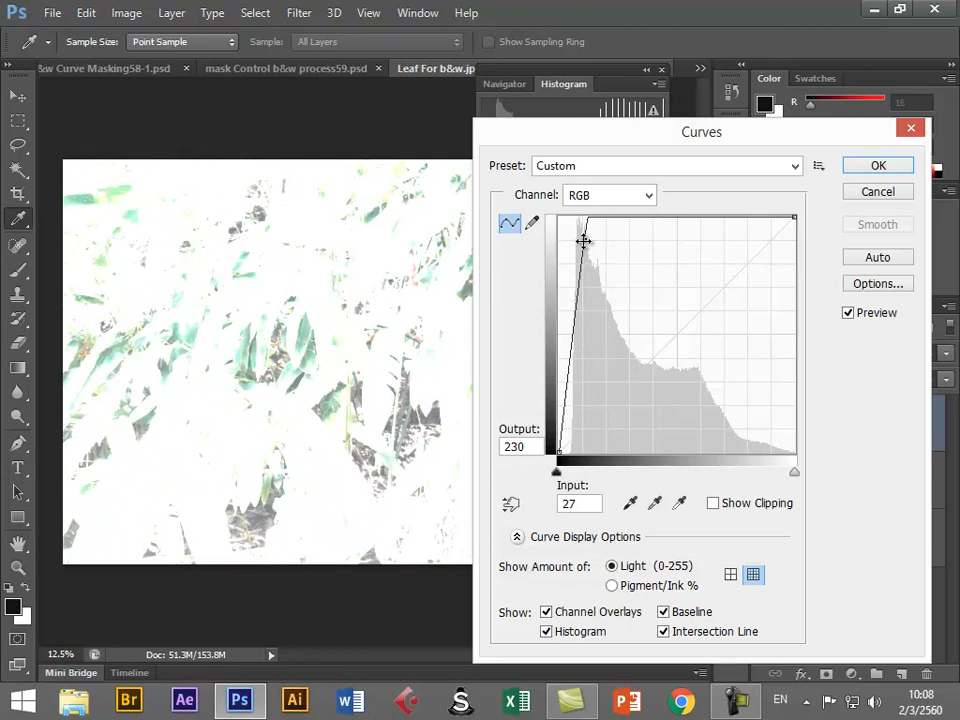 Ps File Edit Image Layer Type Select Filter 3D View Window Help
Sample Size: Point Sample Sample: All Layers Show Sampling Ring
w Curve Masking58-1.psd × mask Control b&w process59.psd × Leaf For b&w.jp
Navigator Histogram
Color Swatches
R 16
Curves
Preset: Custom OK
Channel: RGB Cancel
Smooth
Auto
Options...
Preview
Output:
230
Input:
27 Show Clipping
Curve Display Options
Show Amount of: Light (0-255)
Pigment/Ink %
Show: Channel Overlays Baseline
Histogram Intersection Line
12.5% Doc: 51.3M/153.8M
Mini Bridge Timeline
fx
Br Ae Ps Ai W S X P EN 10:08
2/3/2560